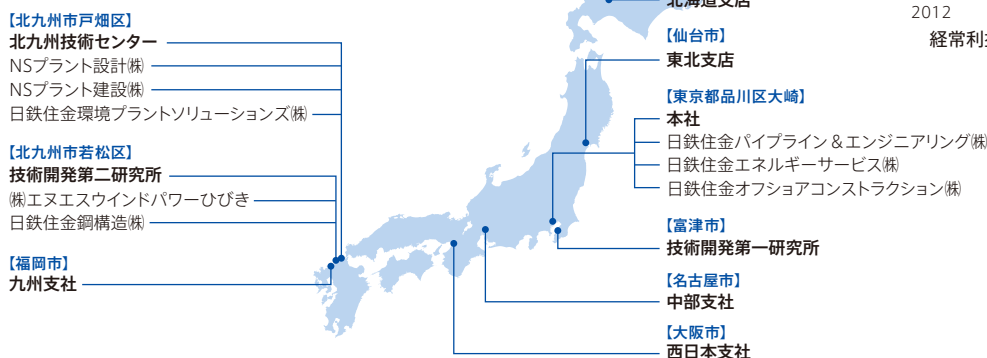 【北九州市戸畑区】
北九州技術センター
NSプラント設計㈱
NSプラント建設㈱
日鉄住金環境プラントソリューションズ㈱
【北九州市若松区】
技術開発第二研究所
㈱エヌエスウインドパワーひびき
日鉄住金鋼構造㈱
【福岡市】
九州支社
北海道支店
【仙台市】
東北支店
【東京都品川区大崎】
本社
日鉄住金パイプライン＆エンジニアリング㈱
日鉄住金エネルギーサービス㈱
日鉄住金オフショアコンストラクション㈱
【富津市】
技術開発第一研究所
【名古屋市】
中部支社
【大阪市】
西日本支社
2012
経常利